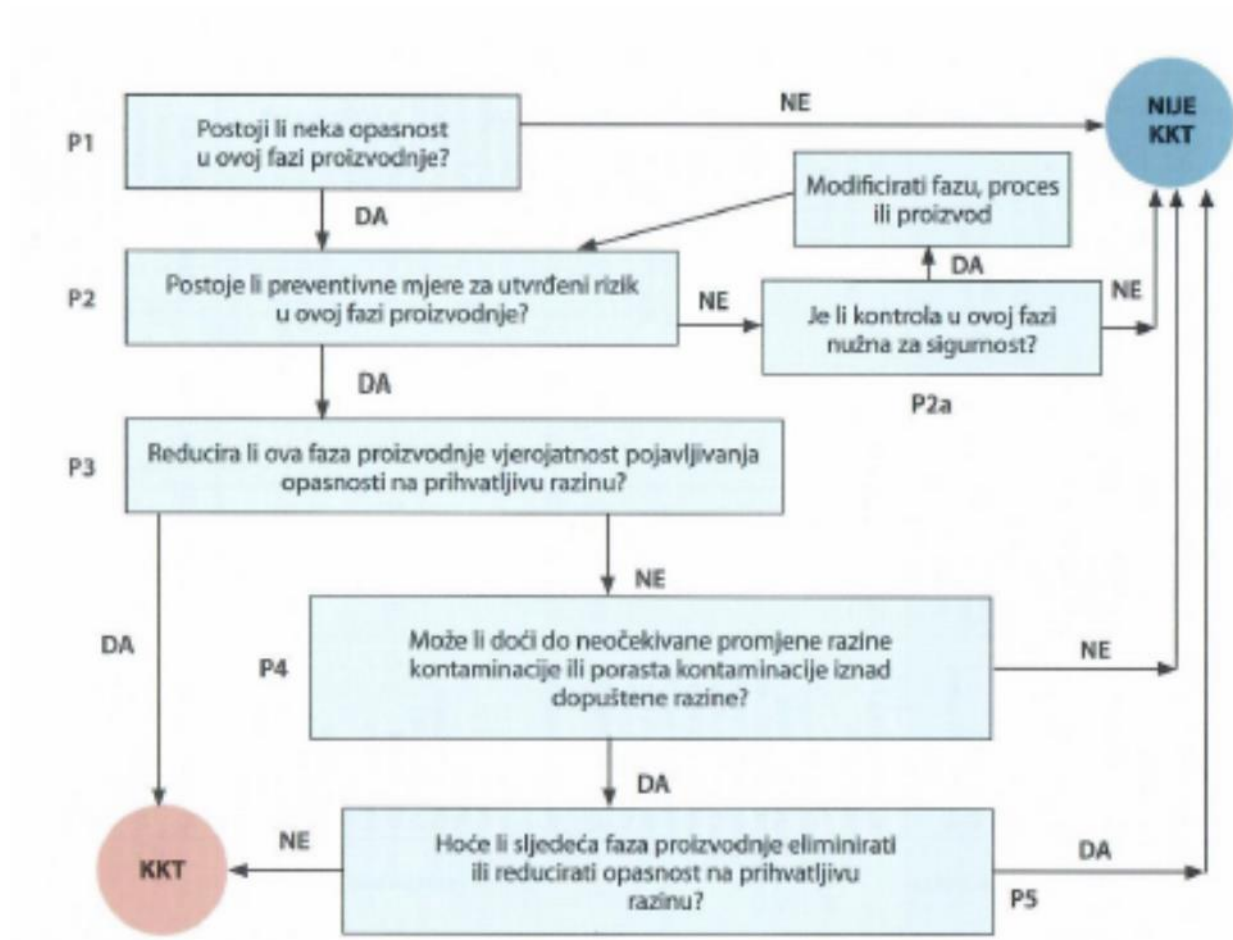 NE
NIJE
KKT
P1
Postoji li neka opasnost
u ovoj fazi proizvodnje?
Modificirati fazu, proces
ili proizvod
DA
P2
Postoje li preventivne mjere za utvrđeni rizik
u ovoj fazi proizvodnje?
NE
DA
NE
Je li kontrola u ovoj fazi
nužna za sigurnost?
P2a
DA
P3
Reducira li ova faza proizvodnje vjerojatnost pojavljivanja
opasnosti na prihvatljivu razinu?
NE
DA
P4
Može li doći do neočekivane promjene razine
kontaminacije ili porasta kontaminacije iznad
dopuštene razine?
NE
DA
KKT
NE
Hoće li sljedeća faza proizvodnje eliminirati
ili reducirati opasnost na prihvatljivu
razinu?
DA
P5